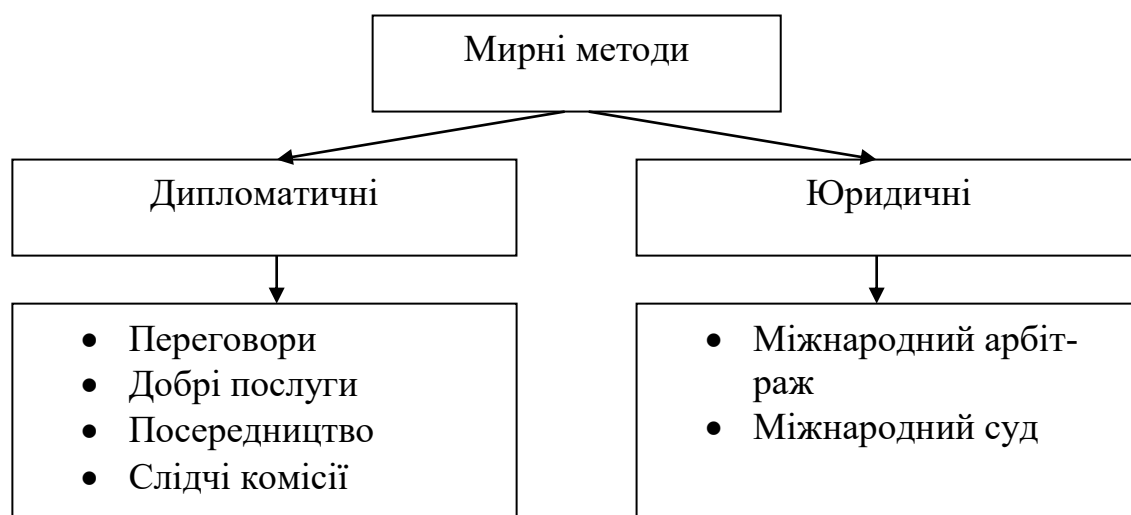 Мирні методи
Дипломатичні
Юридичні
• Переговори
• Добрі послуги
• Посередництво
• Слідчі комісії
• Міжнародний арбіт-
раж
• Міжнародний суд